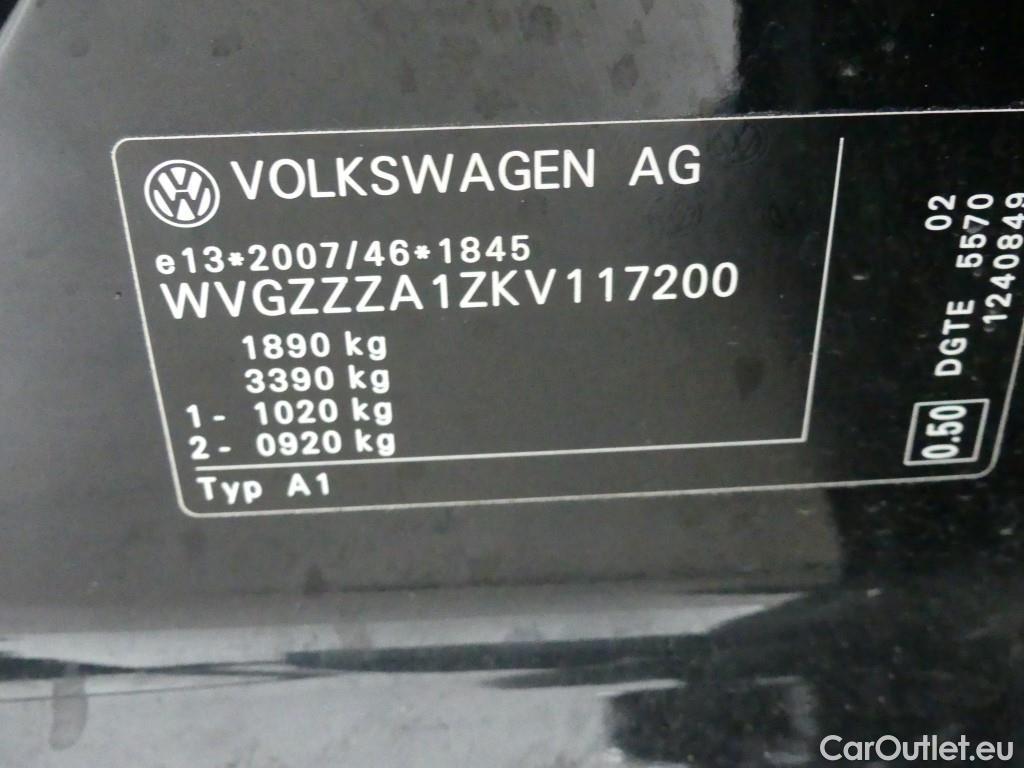 VOLKSWAGEN AG
e13*2007/46*1845
WVGZZZA1ZKV117200
1890 kg
3390 kg
1- 1020 kg
2- 0920 kg
Typ A1
02
DGTE 5570
1240849
0.50
CarOutlet.eu